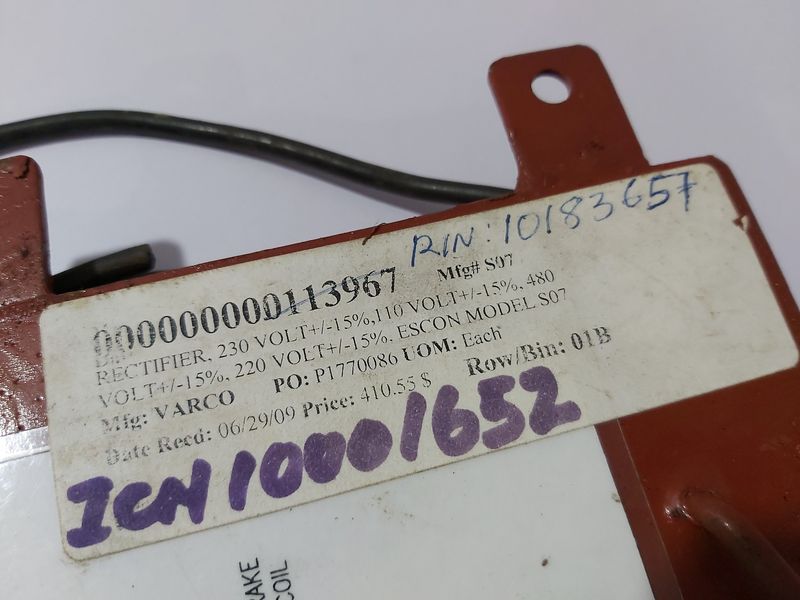 RIN: 10183657
000000000113967 Mfg# S07
RECTIFIER, 230 VOLT+/-15%,110 VOLT+/-15%, 480
VOLT+/-15%, 220 VOLT+/-15%. ESCON MODEL S07
Mfg: VARCO PO: P1770086 UOM: Each
Date Recd: 06/29/09 Price: 410.55 $ Row/Bin: 01B
ICN 10001652
COIL